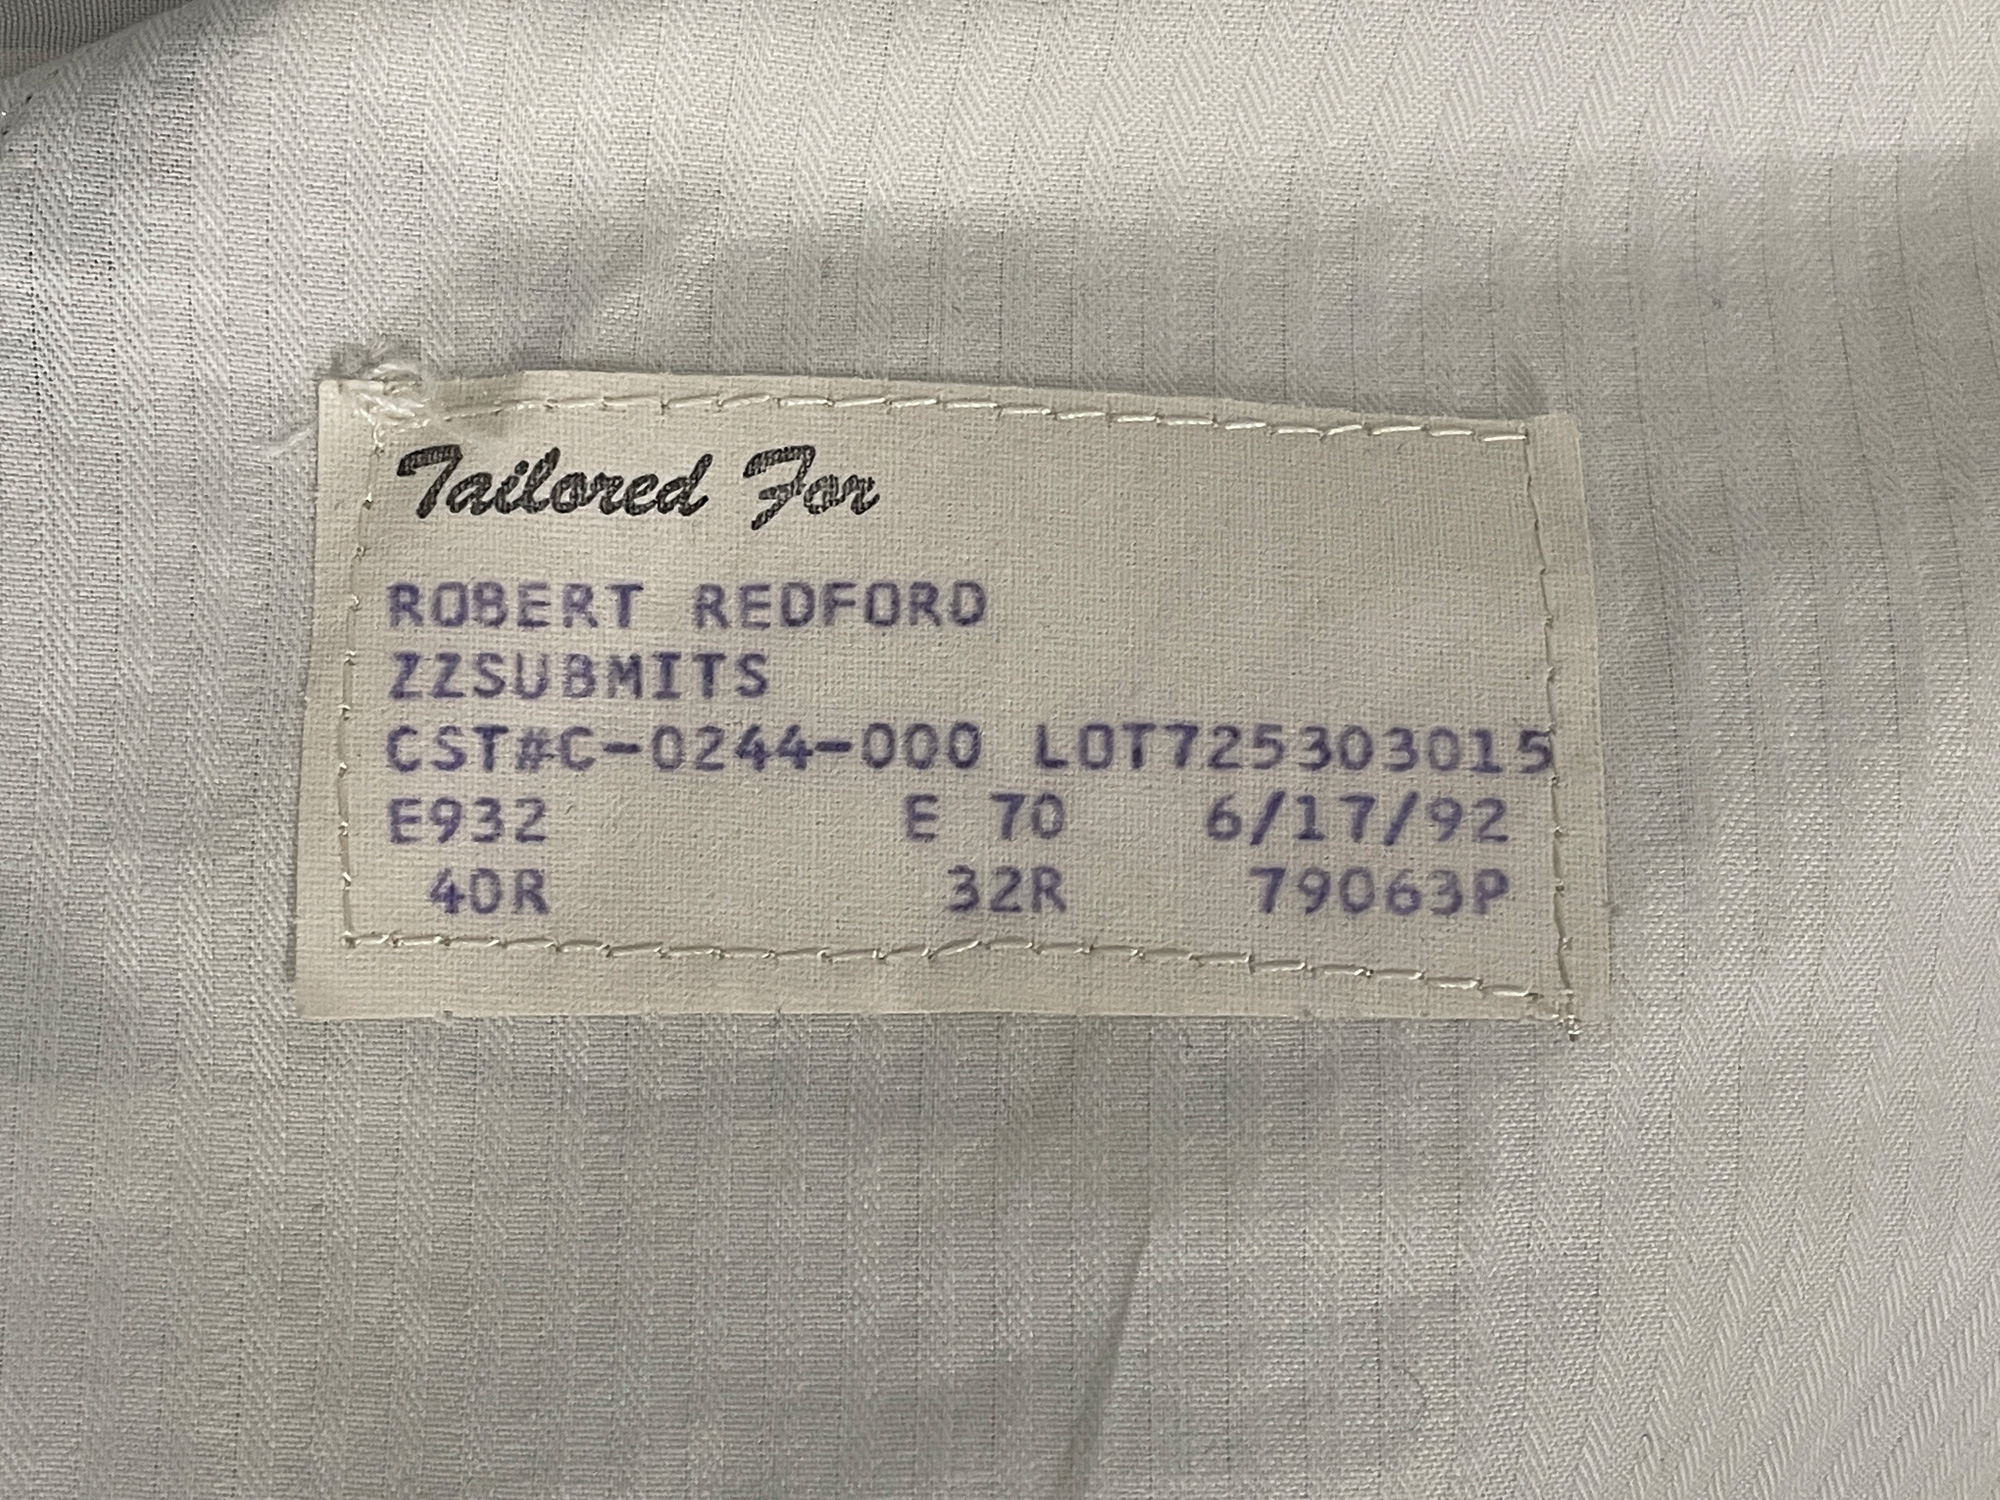 Tailored For
ROBERT REDFORD
ZZSUBMITS
CST#C-0244-000 LOT725303015
E932 E 70 6/17/92
40R 32R 79063P